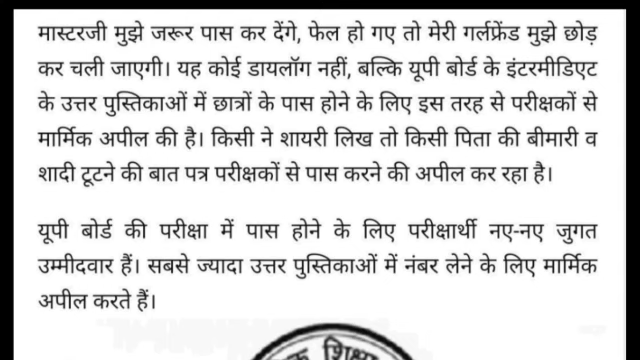 मास्टरजी मुझे जरूर पास कर देंगे, फेल हो गए तो मेरी गर्लफ्रेंड मुझे छोड़
कर चली जाएगी। यह कोई डायलॉग नहीं, बल्कि यूपी बोर्ड के इंटरमीडिएट
के उत्तर पुस्तिकाओं में छात्रों के पास होने के लिए इस तरह से परीक्षकों से
मार्मिक अपील की है। किसी ने शायरी लिख तो किसी पिता की बीमारी व
शादी टूटने की बात पत्र परीक्षकों से पास करने की अपील कर रहा है।
यूपी बोर्ड की परीक्षा में पास होने के लिए परीक्षार्थी नए-नए जुगत
उम्मीदवार हैं। सबसे ज्यादा उत्तर पुस्तिकाओं में नंबर लेने के लिए मार्मिक
अपील करते हैं।